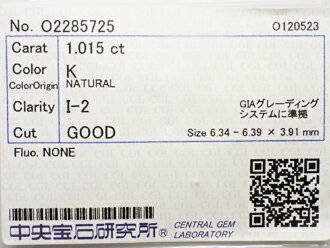 No. O2285725 O120523
Carat 1.015 ct
Color K
ColorOrigin NATURAL
Clarity I-2 GIAグレーディング
システムに準拠
Cut GOOD Size 6.34 - 6.39 × 3.91 mm
Fluo. NONE
中央宝石研究所® CENTRAL GEM
LABORATORY